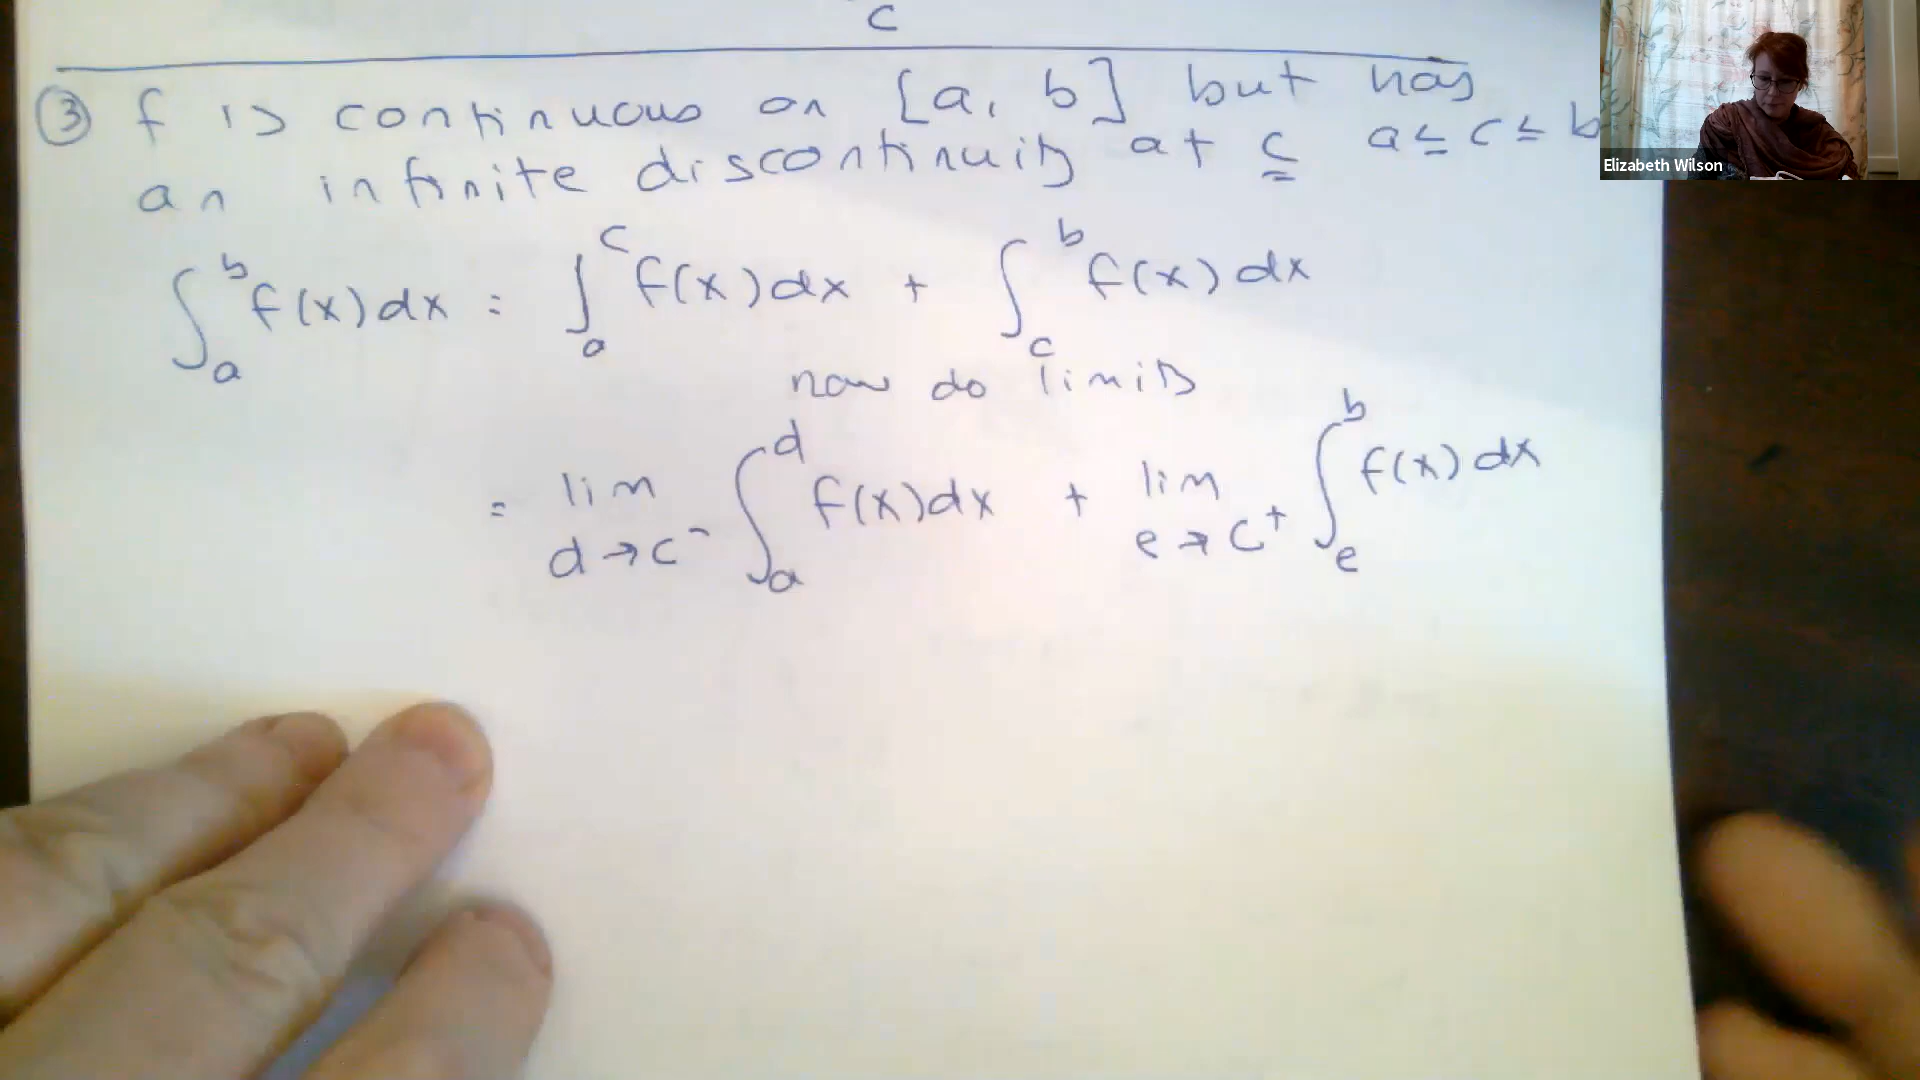 c
③ f is continuous on [a, b] but has
an infinite discontinuity at c a ≤ c ≤ b
∫_a^b f(x)dx = ∫_a^c f(x)dx + ∫_c^b f(x)dx
now do limits
= lim_{d→c⁻} ∫_a^d f(x)dx + lim_{e→c⁺} ∫_e^b f(x)dx
Elizabeth Wilson